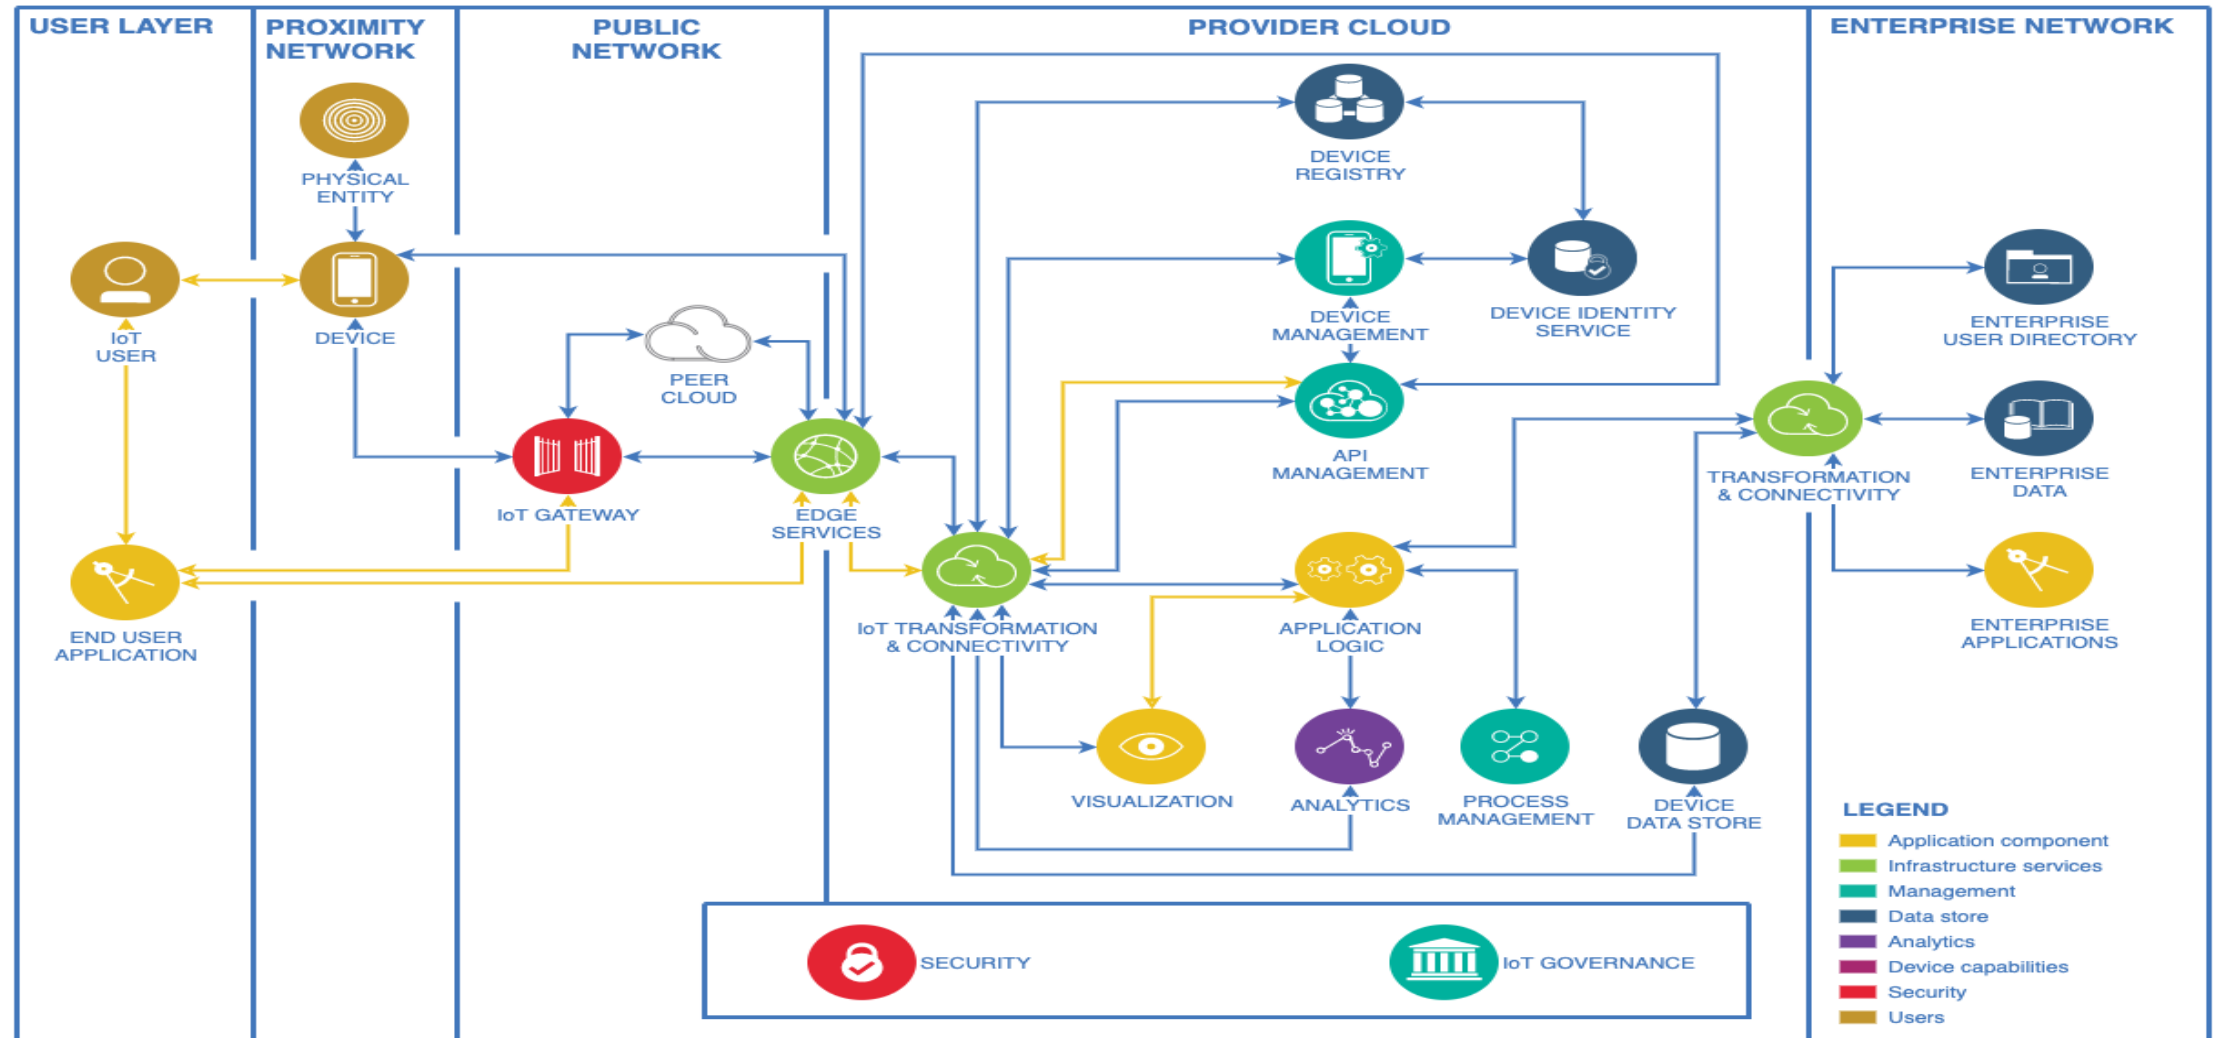 USER LAYER
PROXIMITY
NETWORK
PUBLIC
NETWORK
PROVIDER CLOUD
ENTERPRISE NETWORK
PHYSICAL
ENTITY
IoT
USER
DEVICE
PEER
CLOUD
IoT GATEWAY
EDGE
SERVICES
END USER
APPLICATION
DEVICE
REGISTRY
DEVICE
MANAGEMENT
DEVICE IDENTITY
SERVICE
API
MANAGEMENT
IoT TRANSFORMATION
& CONNECTIVITY
APPLICATION
LOGIC
VISUALIZATION
ANALYTICS
PROCESS
MANAGEMENT
DEVICE
DATA STORE
TRANSFORMATION
& CONNECTIVITY
ENTERPRISE
USER DIRECTORY
ENTERPRISE
DATA
ENTERPRISE
APPLICATIONS
SECURITY
IoT GOVERNANCE
LEGEND
Application component
Infrastructure services
Management
Data store
Analytics
Device capabilities
Security
Users